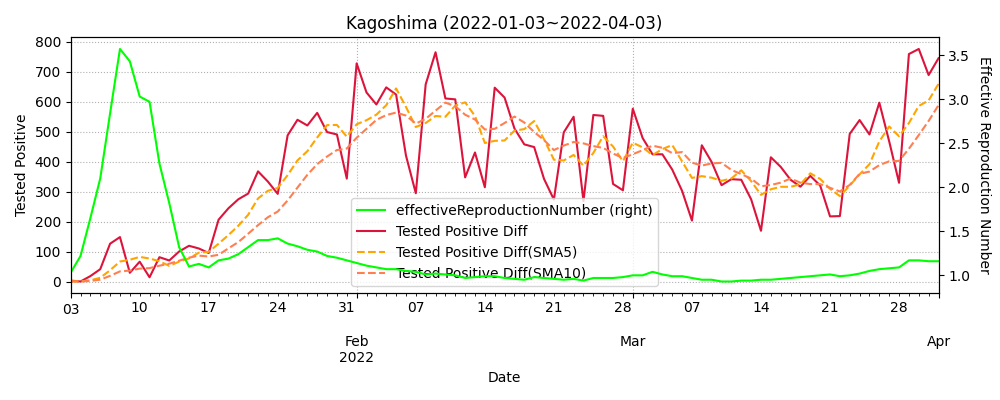 Kagoshima (2022-01-03~2022-04-03)
Tested Positive
800
700
600
500
400
300
200
100
0
3.5
3.0
2.5
2.0
1.5
1.0
Effective Reproduction Number
effectiveReproductionNumber (right)
Tested Positive Diff
Tested Positive Diff(SMA5)
Tested Positive Diff(SMA10)
03 10 17 24 31 07 14 21 28 07 14 21 28
Feb Mar Apr
2022
Date